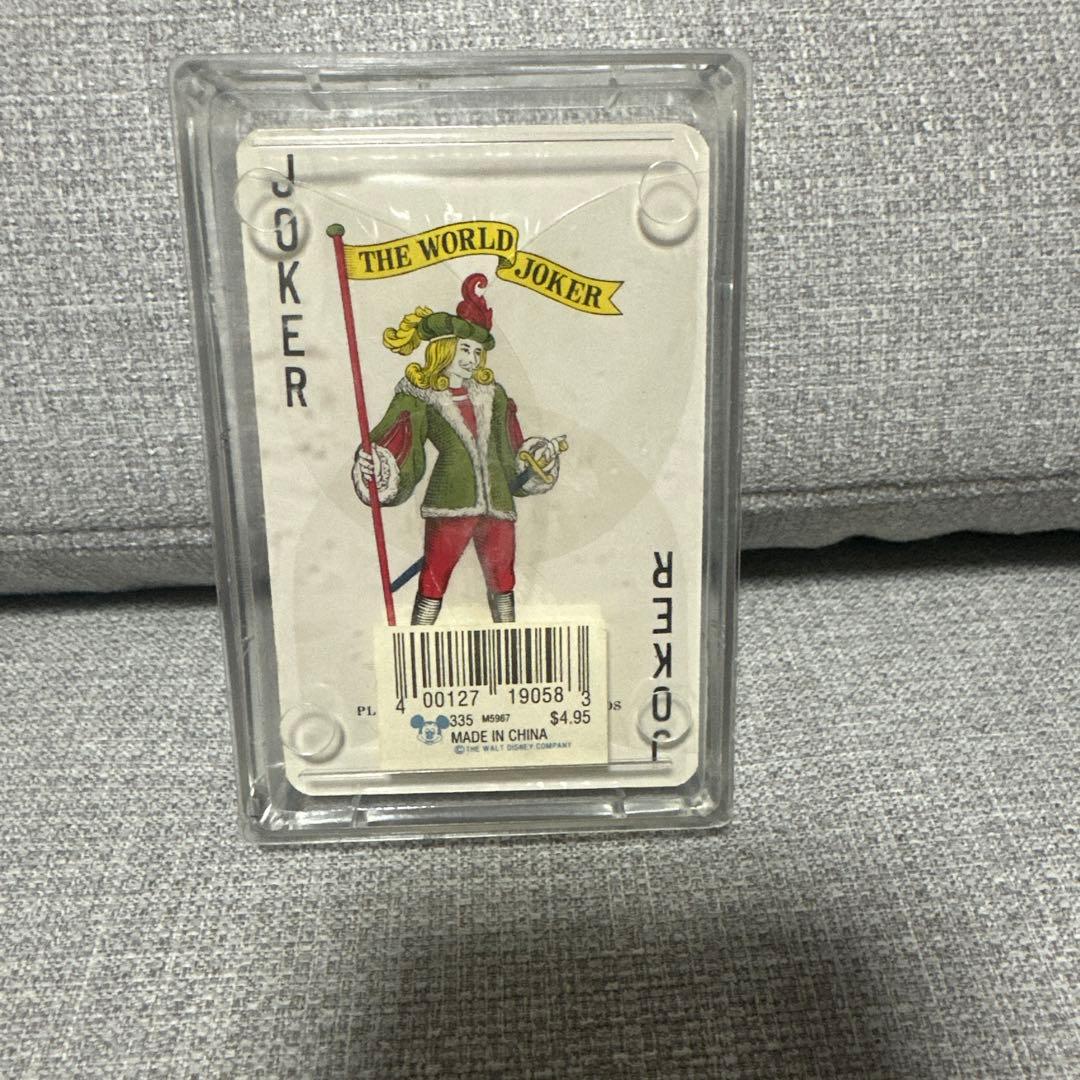 JOKER
THE WORLD JOKER
4 00127 19058 3
335 M5967 $4.95
MADE IN CHINA
© THE WALT DISNEY COMPANY
JOKER